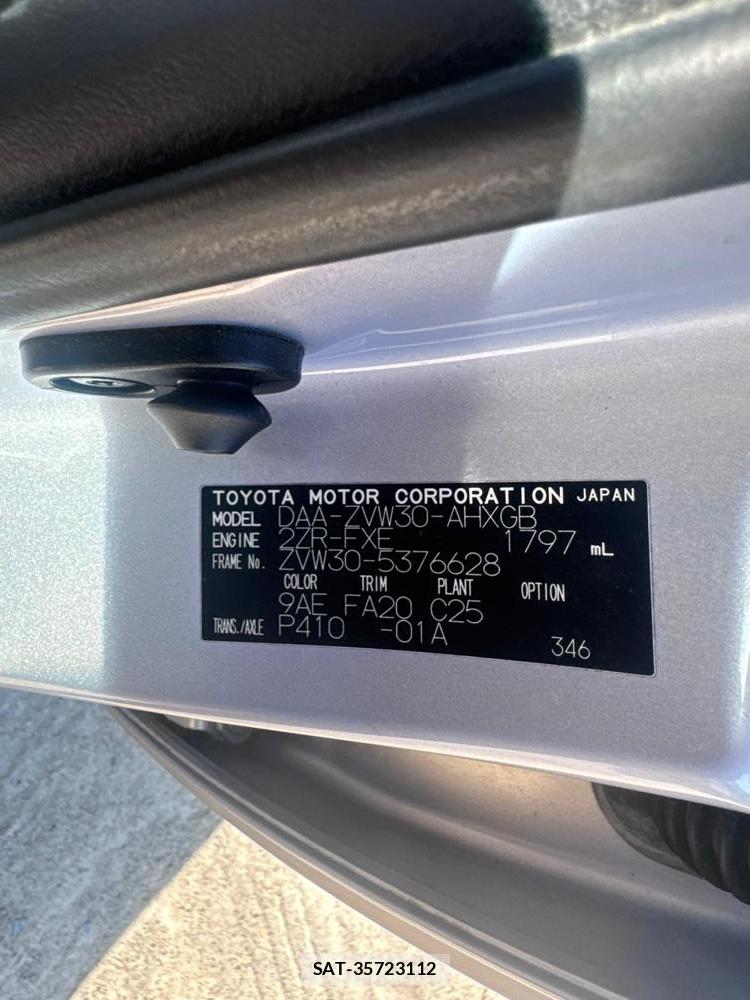 TOYOTA MOTOR CORPORATION JAPAN
MODEL DAA-ZVW30-AHXGB
ENGINE 2ZR-FXE 1797 mL
FRAME No. ZVW30-5376628
COLOR TRIM PLANT OPTION
9AE FA20 C25
TRANS./AXLE P410 -01A 346
SAT-35723112